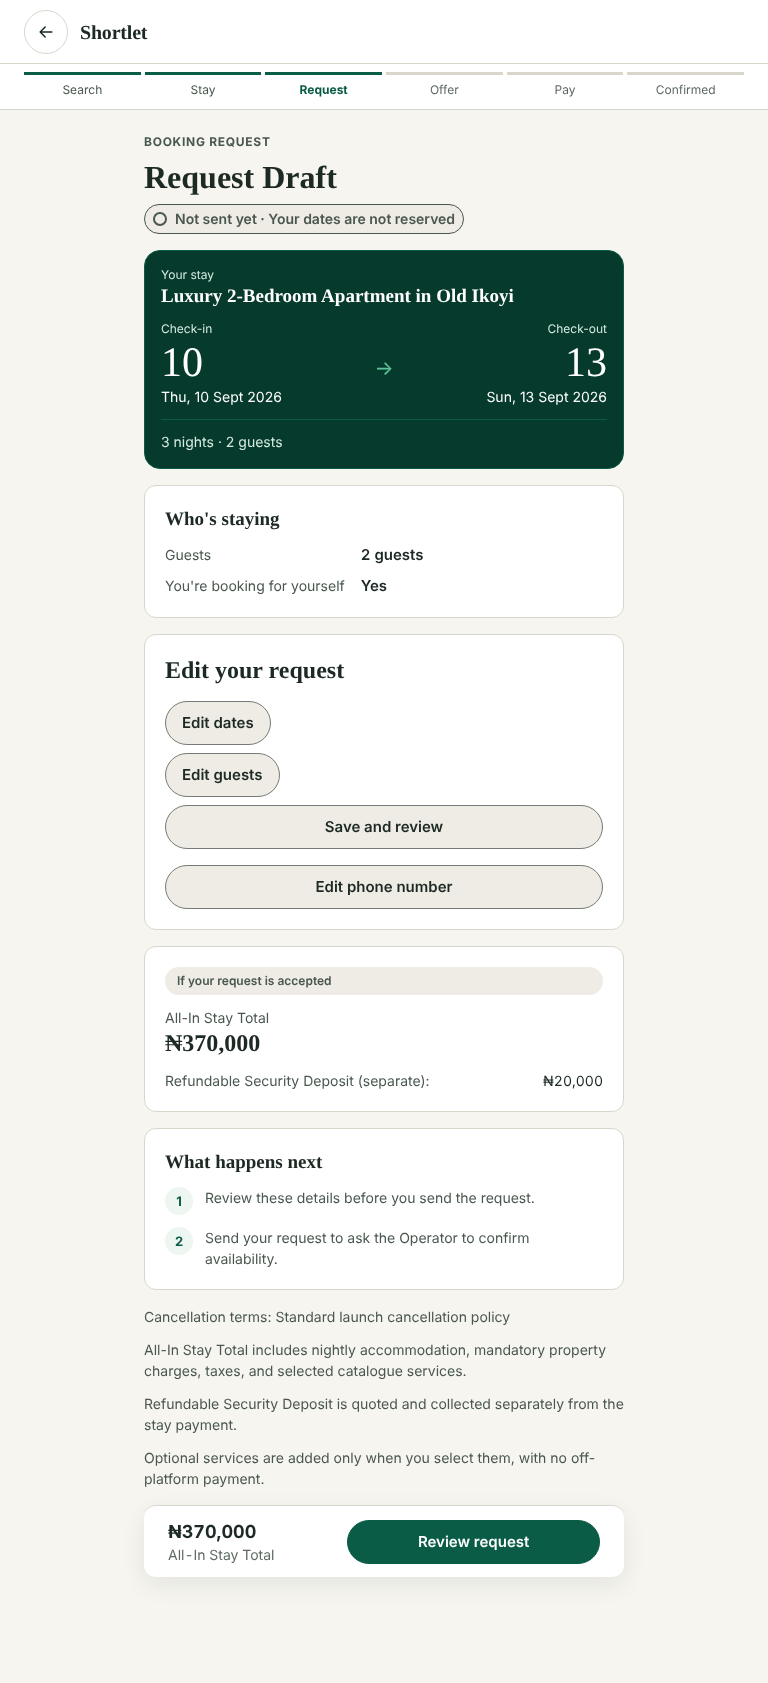 Shortlet
Search
Stay
Request
Offer
Pay
Confirmed
BOOKING REQUEST
Request Draft
Not sent yet · Your dates are not reserved
Your stay
Luxury 2-Bedroom Apartment in Old Ikoyi
Check-in
Check-out
10
→
13
Thu, 10 Sept 2026
Sun, 13 Sept 2026
3 nights · 2 guests
Who's staying
Guests
2 guests
You're booking for yourself
Yes
Edit your request
Edit dates
Edit guests
Save and review
Edit phone number
If your request is accepted
All-In Stay Total
₦370,000
Refundable Security Deposit (separate):
₦20,000
What happens next
1
Review these details before you send the request.
2
Send your request to ask the Operator to confirm
availability.
Cancellation terms: Standard launch cancellation policy
All-In Stay Total includes nightly accommodation, mandatory property
charges, taxes, and selected catalogue services.
Refundable Security Deposit is quoted and collected separately from the
stay payment.
Optional services are added only when you select them, with no off-
platform payment.
₦370,000
All-In Stay Total
Review request